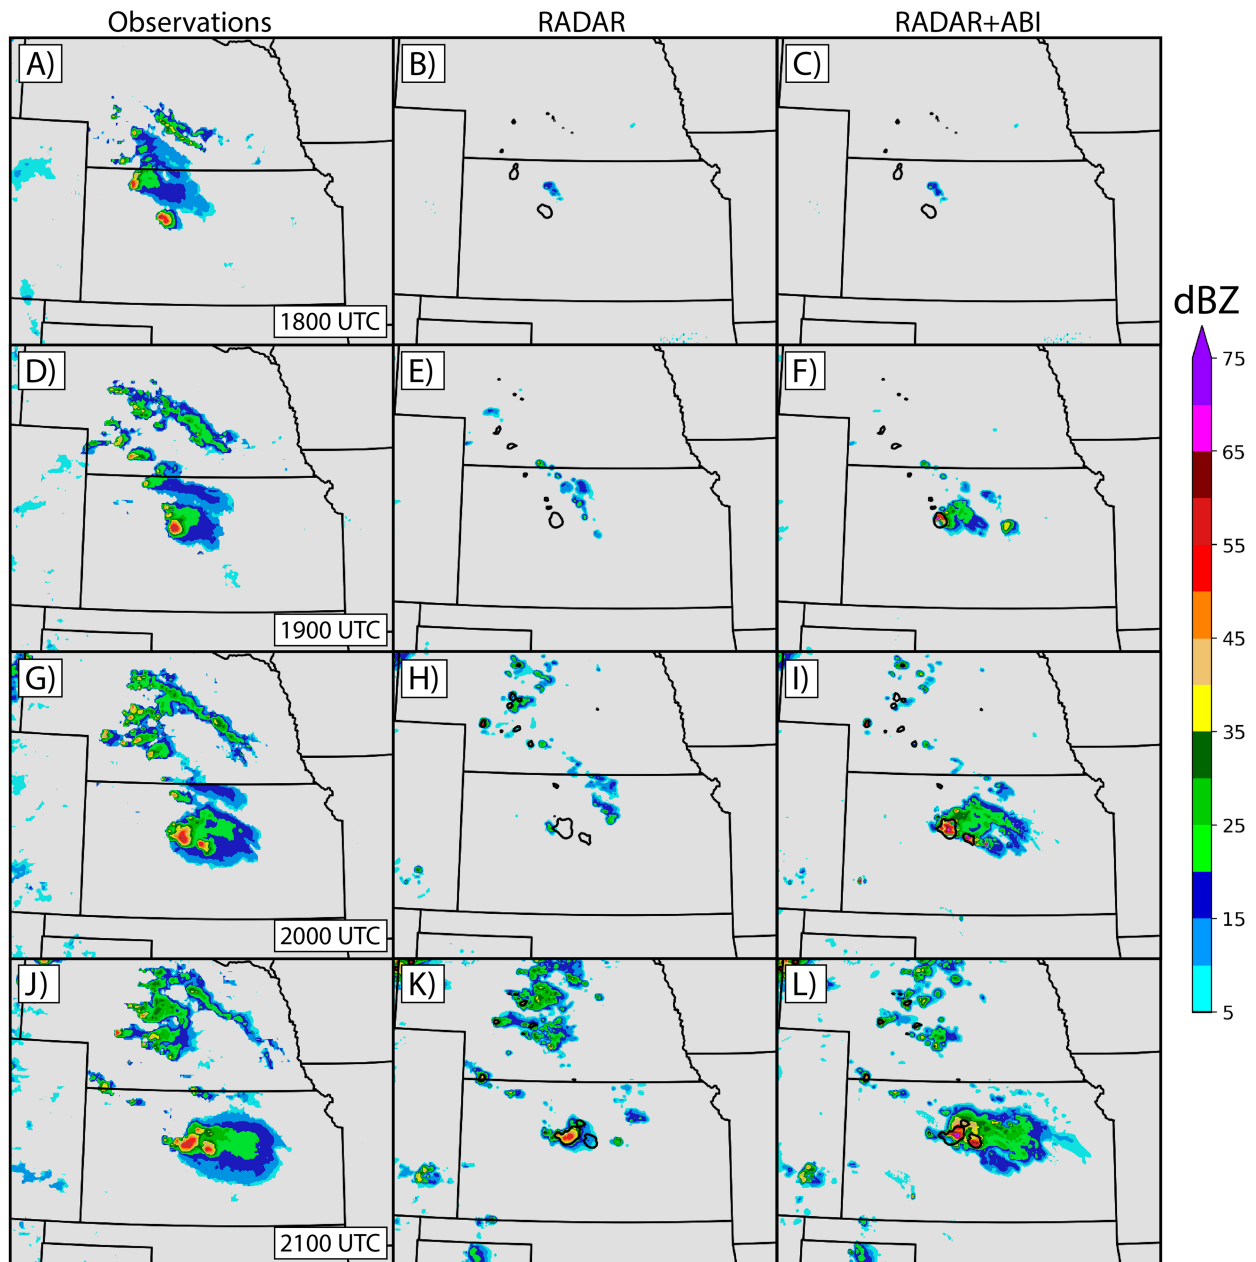 Observations RADAR RADAR+ABI
A) B) C)
1800 UTC
dBZ
75
65
55
45
35
25
15
5
D) E) F)
1900 UTC
G) H) I)
2000 UTC
J) K) L)
2100 UTC